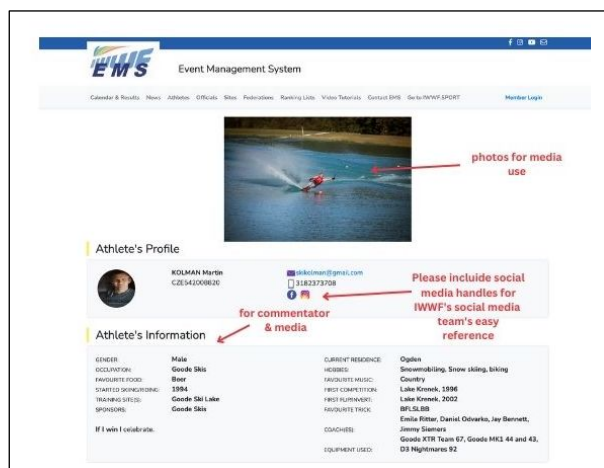 IWWF
EMS
Event Management System
Calendar & Results News Athletes Officials Sites Federations Ranking Lists Video Tutorials Contact EMS Go to IWWF.SPORT Member Login
photos for media
use
Athlete's Profile
KOLMAN Martin
CZE542008820
skikolman@gmail.com
3182373708
Please incluide social
media handles for
IWWF's social media
team's easy
reference
for commentator
& media
Athlete's Information
GENDER: Male
OCCUPATION: Goode Skis
FAVOURITE FOOD: Beer
STARTED SKIING/RIDING: 1994
TRAINING SITE(S): Goode Ski Lake
SPONSORS: Goode Skis
If I win I celebrate.
CURRENT RESIDENCE: Ogden
HOBBIES: Snowmobiling, Snow skiing, biking
FAVOURITE MUSIC: Country
FIRST COMPETITION: Lake Krenek, 1996
FIRST FLIP/INVERT: Lake Krenek, 2002
FAVOURITE TRICK: BFLSLBB
Emile Ritter, Daniel Odvarko, Jay Bennett,
COACH(ES): Jimmy Siemers
Goode XTR Team 67, Goode MK1 44 and 43,
EQUIPMENT USED: D3 Nightmares 92